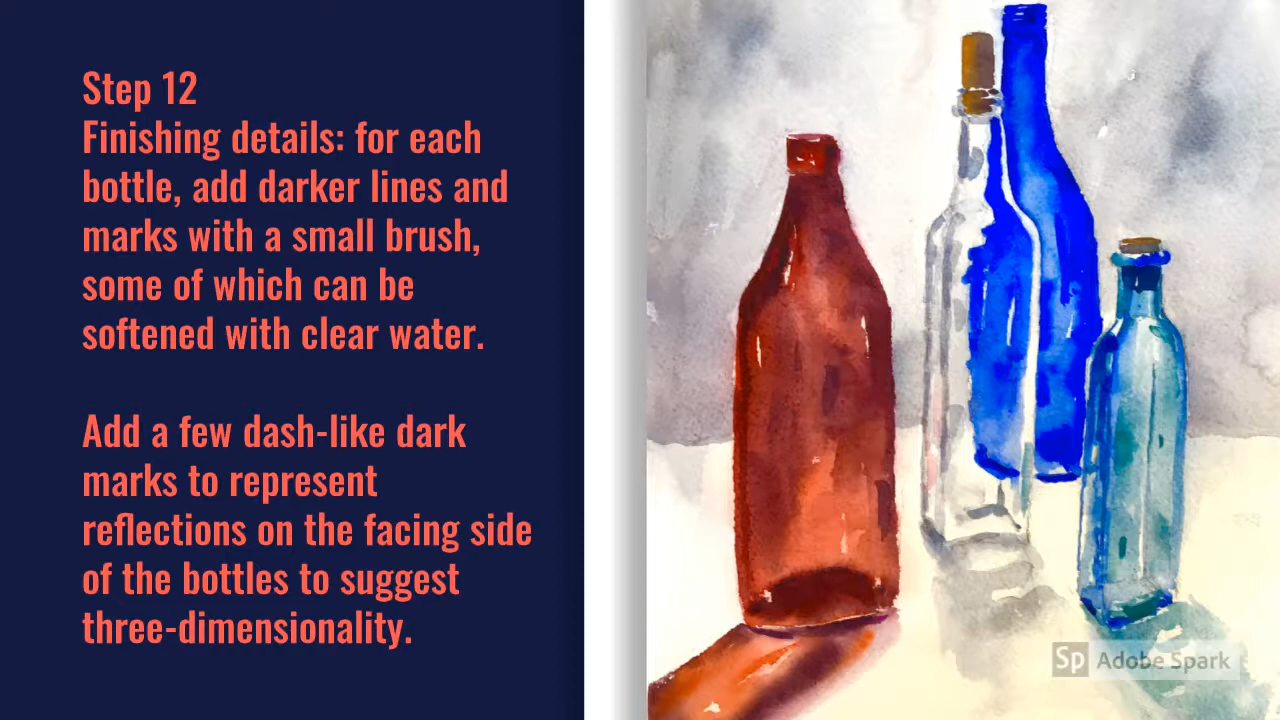 Step 12
Finishing details: for each
bottle, add darker lines and
marks with a small brush,
some of which can be
softened with clear water.
Add a few dash-like dark
marks to represent
reflections on the facing side
of the bottles to suggest
three-dimensionality.
Sp Adobe Spark